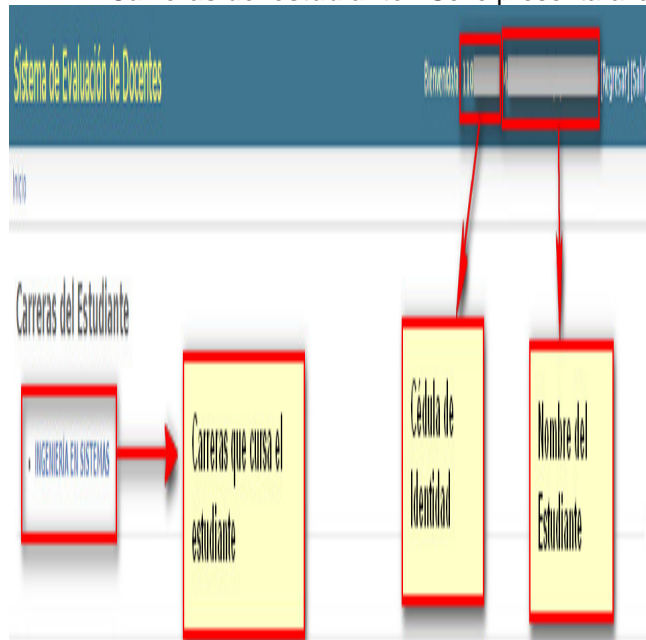 Sistema de Evaluación de Docentes
Bienvenido/a 110 [Regresar] [Salir]
Inicio
Carreras del Estudiante
- INGENIERÍA EN SISTEMAS
Carreras que cursa el
estudiante
Cédula de
Identidad
Nombre del
Estudiante